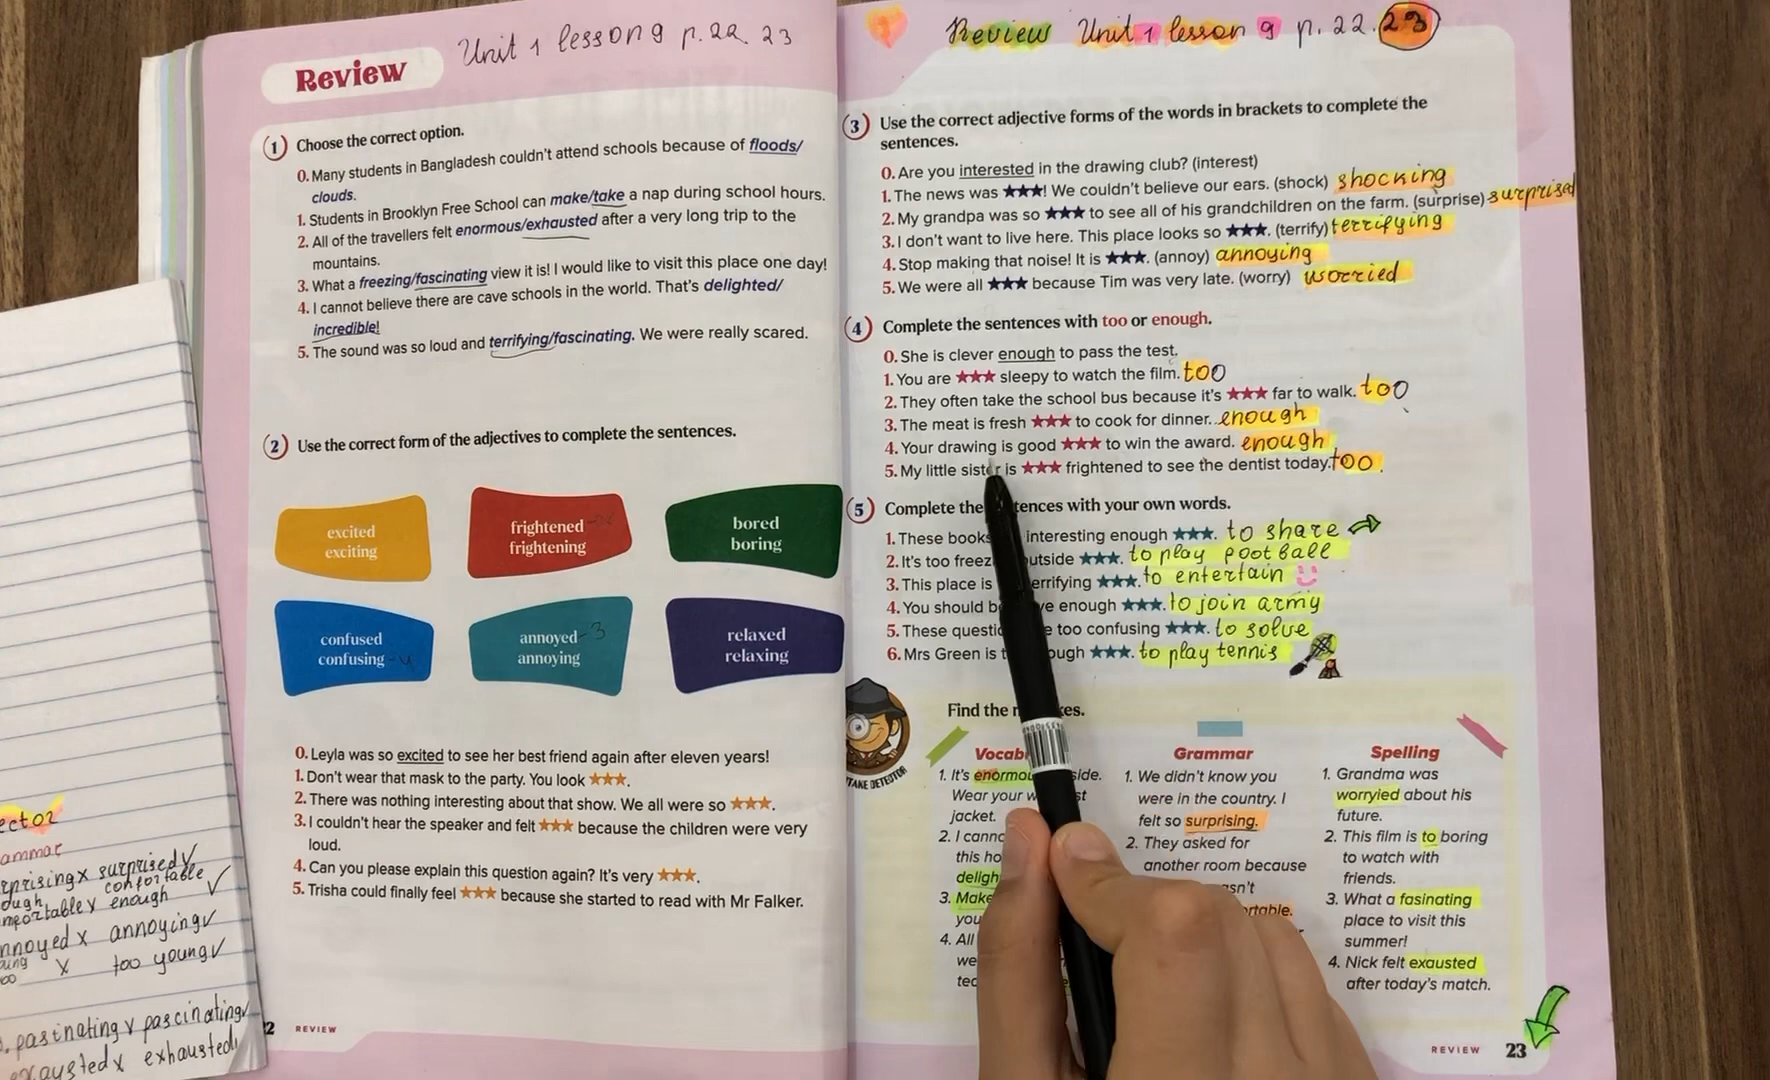 Unit 1 lesson 9 p. 22. 23
Review
1 Choose the correct option.
0. Many students in Bangladesh couldn't attend schools because of floods/
clouds.
1. Students in Brooklyn Free School can make/take a nap during school hours.
2. All of the travellers felt enormous/exhausted after a very long trip to the
mountains.
3. What a freezing/fascinating view it is! I would like to visit this place one day!
4. I cannot believe there are cave schools in the world. That's delighted/
incredible!
5. The sound was so loud and terrifying/fascinating. We were really scared.
2 Use the correct form of the adjectives to complete the sentences.
excited
exciting
frightened
frightening
bored
boring
confused
confusing - 4
annoyed - 3
annoying
relaxed
relaxing
0. Leyla was so excited to see her best friend again after eleven years!
1. Don't wear that mask to the party. You look ★★★.
2. There was nothing interesting about that show. We all were so ★★★.
3. I couldn't hear the speaker and felt ★★★ because the children were very
loud.
4. Can you please explain this question again? It's very ★★★.
5. Trisha could finally feel ★★★ because she started to read with Mr Falker.
REVIEW
Review Unit 1 lesson 9 p. 22. 23
3 Use the correct adjective forms of the words in brackets to complete the
sentences.
0. Are you interested in the drawing club? (interest)
1. The news was ★★★! We couldn't believe our ears. (shock) shocking
2. My grandpa was so ★★★ to see all of his grandchildren on the farm. (surprise) surprised
3. I don't want to live here. This place looks so ★★★. (terrify) terrifying
4. Stop making that noise! It is ★★★. (annoy) annoying
5. We were all ★★★ because Tim was very late. (worry) worried
4 Complete the sentences with too or enough.
0. She is clever enough to pass the test.
1. You are ★★★ sleepy to watch the film. too
2. They often take the school bus because it's ★★★ far to walk. too
3. The meat is fresh ★★★ to cook for dinner. enough
4. Your drawing is good ★★★ to win the award. enough
5. My little sister is ★★★ frightened to see the dentist today. too.
5 Complete the sentences with your own words.
1. These books interesting enough ★★★. to share
2. It's too outside ★★★. to play football
3. This place is terrifying ★★★. to entertain
4. You should enough ★★★. to join army
5. These too confusing ★★★. to solve
6. Mrs Green is ★★★. to play tennis
Find the
Vocab
1. It's
Wear your
jacket.
2. I
this
3. Make
4. All
we
Grammar
1. We didn't know you
were in the country. I
felt so surprising.
2. They asked for
another room because
Spelling
1. Grandma was
worryied about his
future.
2. This film is to boring
to watch with
friends.
3. What a fasinating
place to visit this
summer!
4. Nick felt exausted
after today's match.
REVIEW 23
surprised ✓
enough ✓
annoying ✓
too young ✓
exhausted